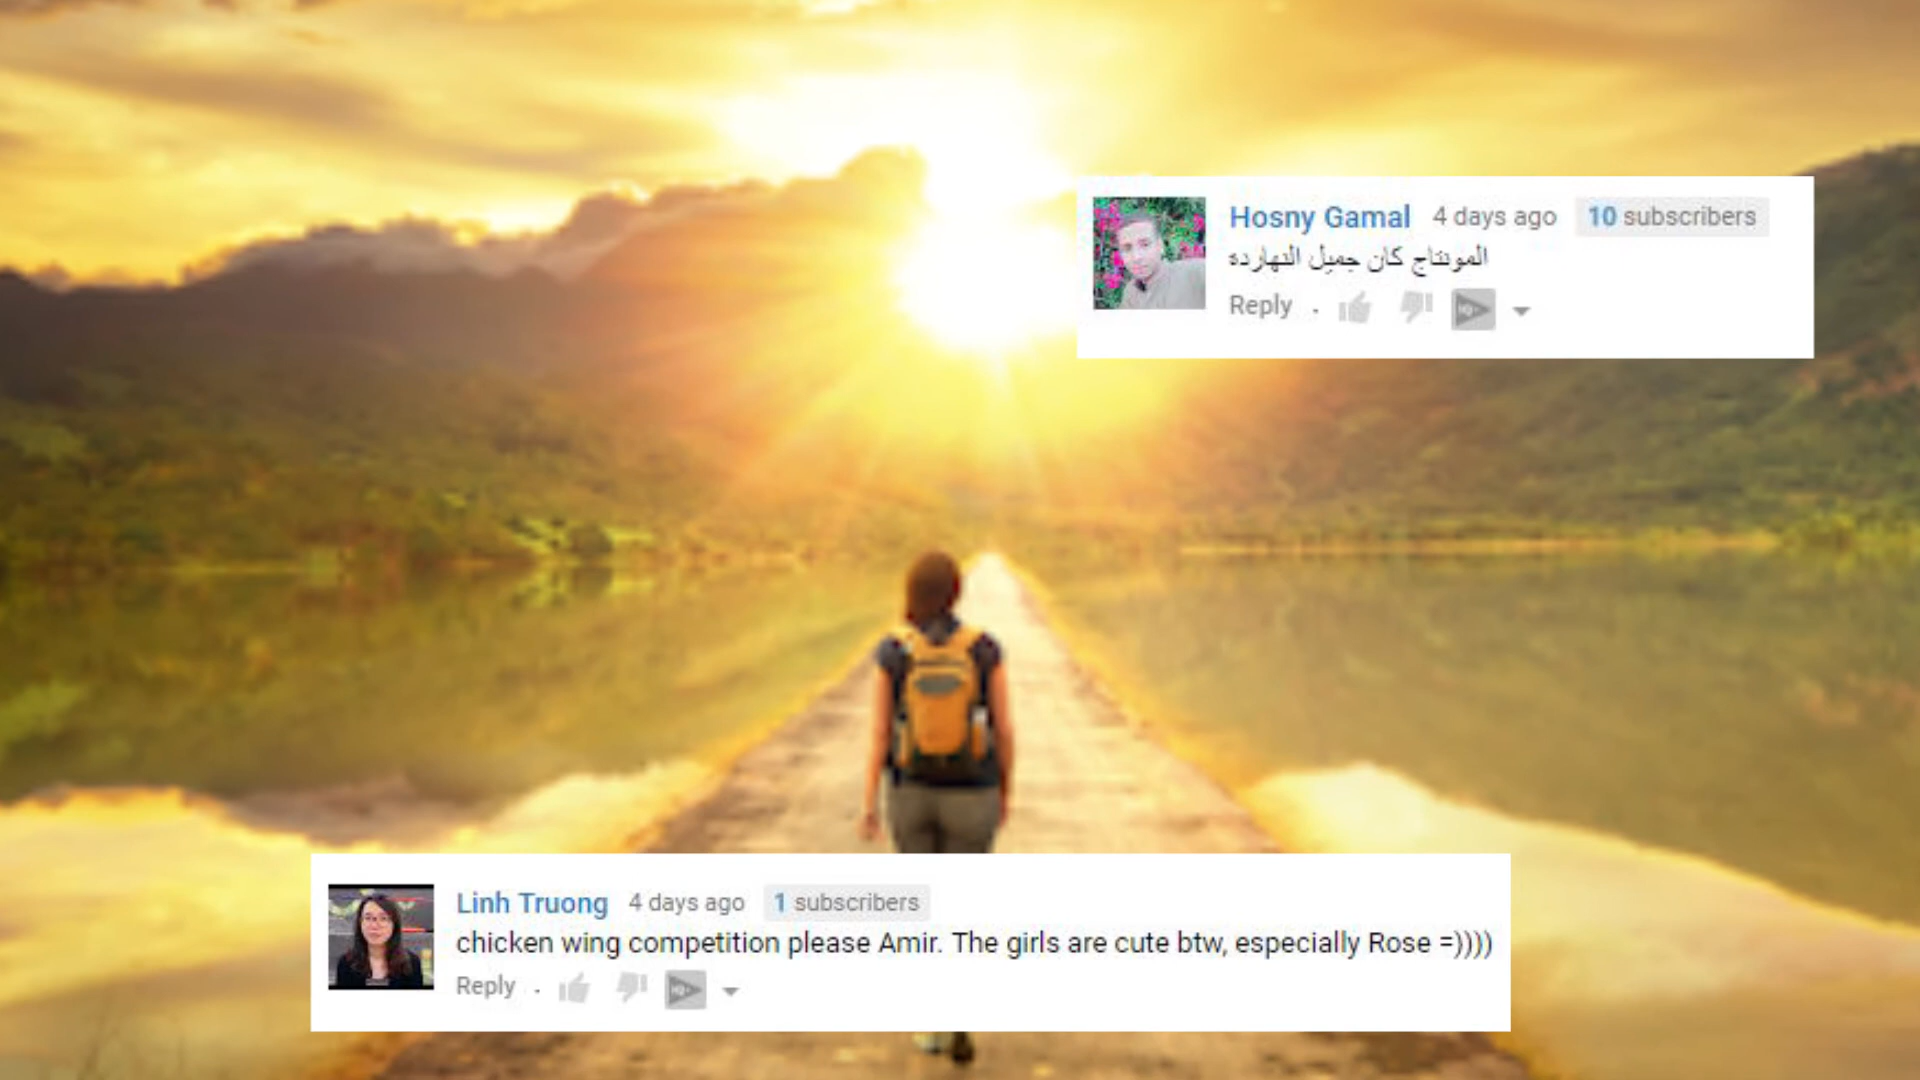 Hosny Gamal 4 days ago 10 subscribers
المونتاج كان جميل النهارده
Reply .
Linh Truong 4 days ago 1 subscribers
chicken wing competition please Amir. The girls are cute btw, especially Rose =))))
Reply .